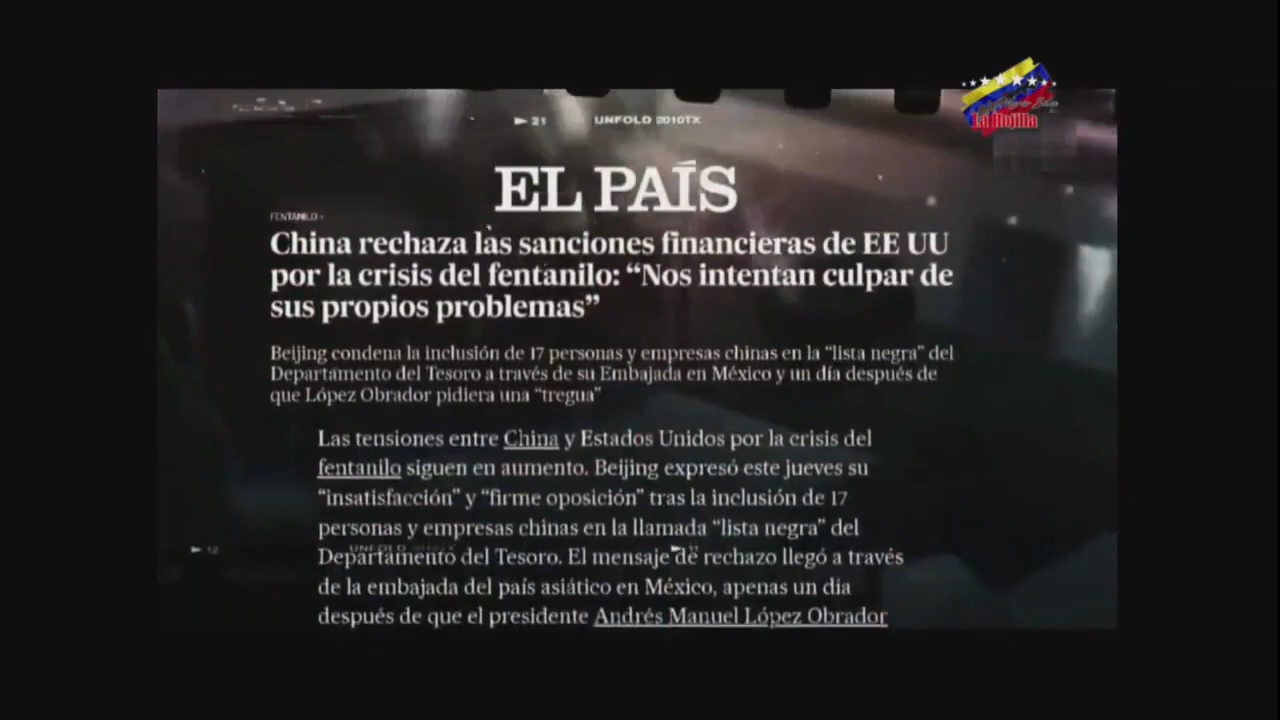 La Hojilla
21
UNFOLD 2010TX
EL PAÍS
FENTANILO ›
China rechaza las sanciones financieras de EE UU
por la crisis del fentanilo: “Nos intentan culpar de
sus propios problemas”
Beijing condena la inclusión de 17 personas y empresas chinas en la “lista negra” del
Departamento del Tesoro a través de su Embajada en México y un día después de
que López Obrador pidiera una “tregua”
Las tensiones entre China y Estados Unidos por la crisis del
fentanilo siguen en aumento. Beijing expresó este jueves su
“insatisfacción” y “firme oposición” tras la inclusión de 17
personas y empresas chinas en la llamada “lista negra” del
12
Departamento del Tesoro. El mensaje de rechazo llegó a través
de la embajada del país asiático en México, apenas un día
después de que el presidente Andrés Manuel López Obrador